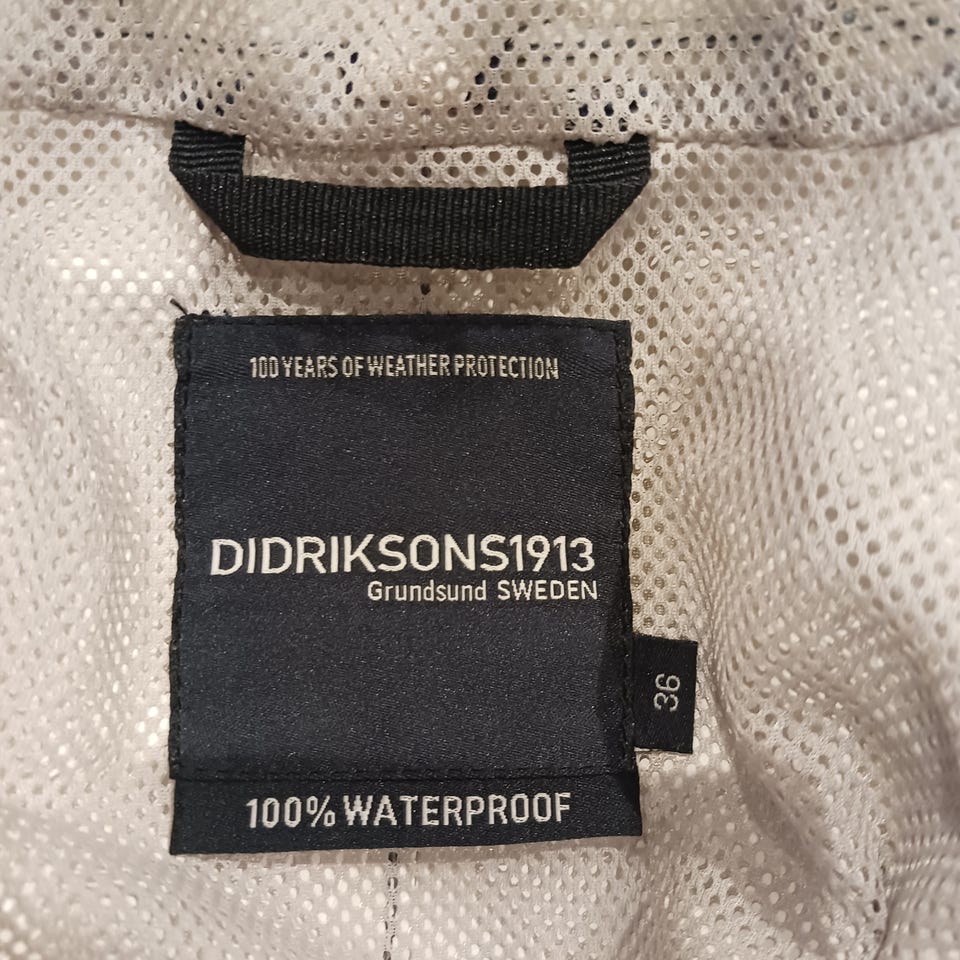 100 YEARS OF WEATHER PROTECTION
DIDRIKSONS1913
Grundsund SWEDEN
36
100% WATERPROOF